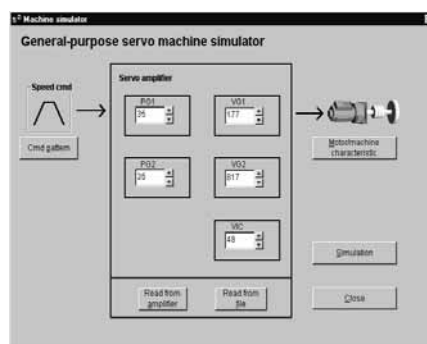 Machine simulator
General-purpose servo machine simulator
Speed cmd
Cmd pattern
Servo amplifier
PG1
35
VG1
177
PG2
35
VG2
817
VIC
48
Read from
amplifier
Read from
file
Motor/machine
characteristic
Simulation
Close